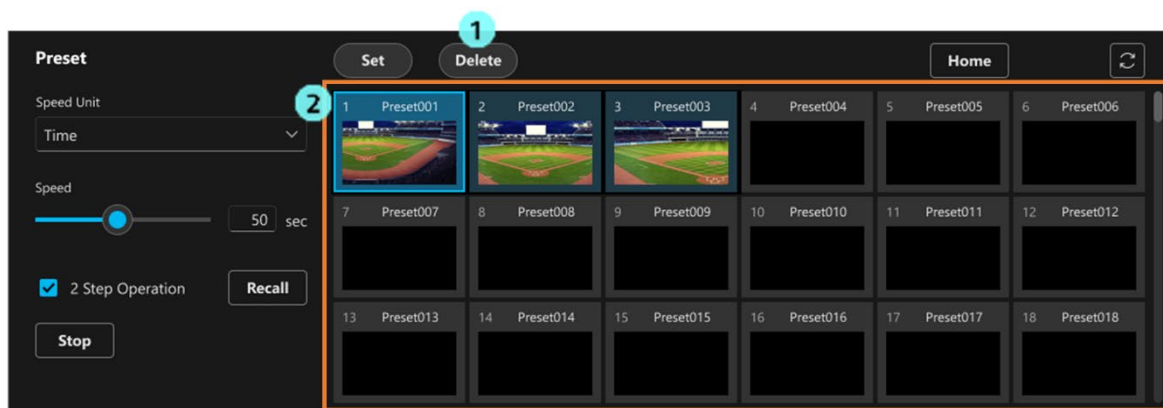 1
Preset Set Delete Home
Speed Unit
2
Time
Speed
50 sec
2 Step Operation Recall
Stop
1 Preset001 2 Preset002 3 Preset003 4 Preset004 5 Preset005 6 Preset006
7 Preset007 8 Preset008 9 Preset009 10 Preset010 11 Preset011 12 Preset012
13 Preset013 14 Preset014 15 Preset015 16 Preset016 17 Preset017 18 Preset018